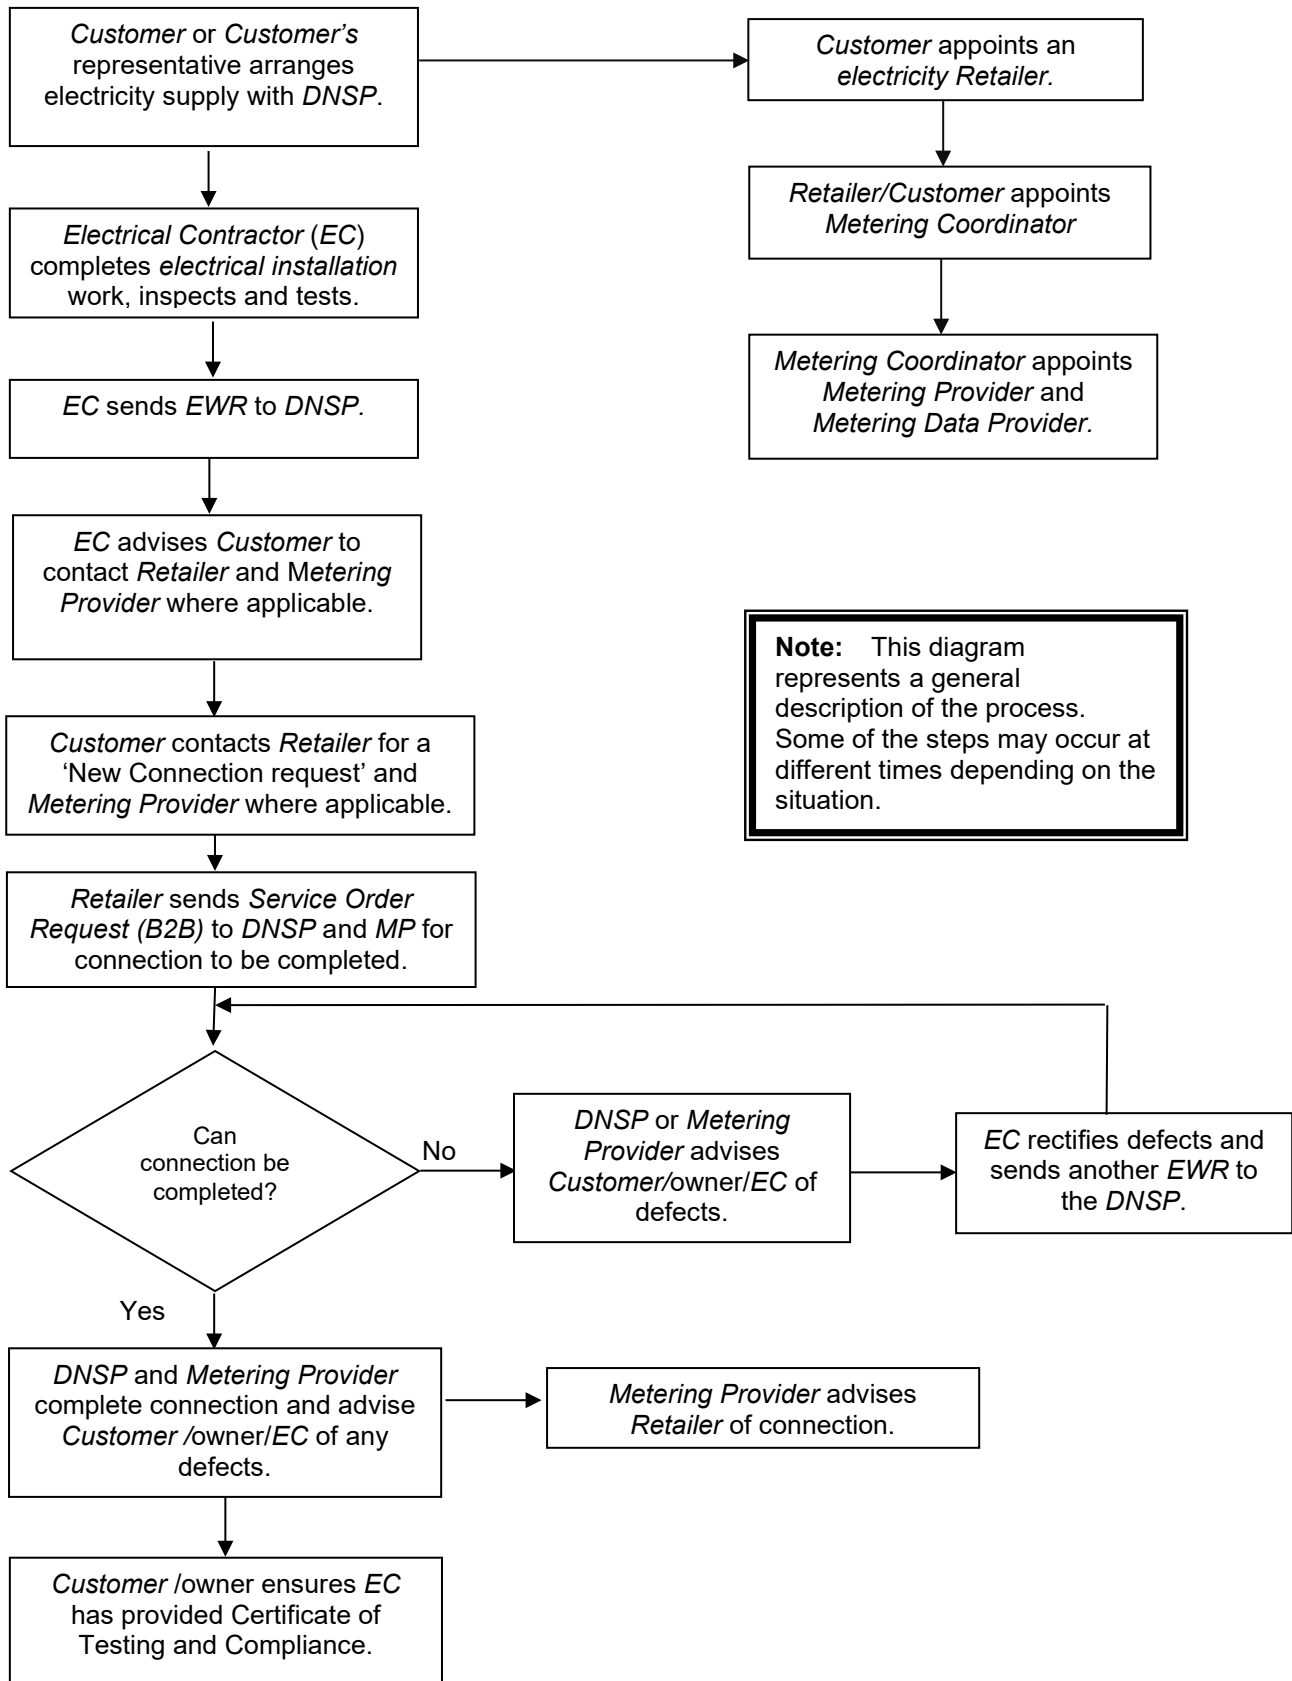 Customer or Customer's
representative arranges
electricity supply with DNSP.
Customer appoints an
electricity Retailer.
Retailer/Customer appoints
Metering Coordinator
Electrical Contractor (EC)
completes electrical installation
work, inspects and tests.
Metering Coordinator appoints
Metering Provider and
Metering Data Provider.
EC sends EWR to DNSP.
EC advises Customer to
contact Retailer and Metering
Provider where applicable.
Note: This diagram
represents a general
description of the process.
Some of the steps may occur at
different times depending on the
situation.
Customer contacts Retailer for a
‘New Connection request’ and
Metering Provider where applicable.
Retailer sends Service Order
Request (B2B) to DNSP and MP for
connection to be completed.
Can
connection be
completed?
No
DNSP or Metering
Provider advises
Customer/owner/EC of
defects.
EC rectifies defects and
sends another EWR to
the DNSP.
Yes
DNSP and Metering Provider
complete connection and advise
Customer /owner/EC of any
defects.
Metering Provider advises
Retailer of connection.
Customer /owner ensures EC
has provided Certificate of
Testing and Compliance.